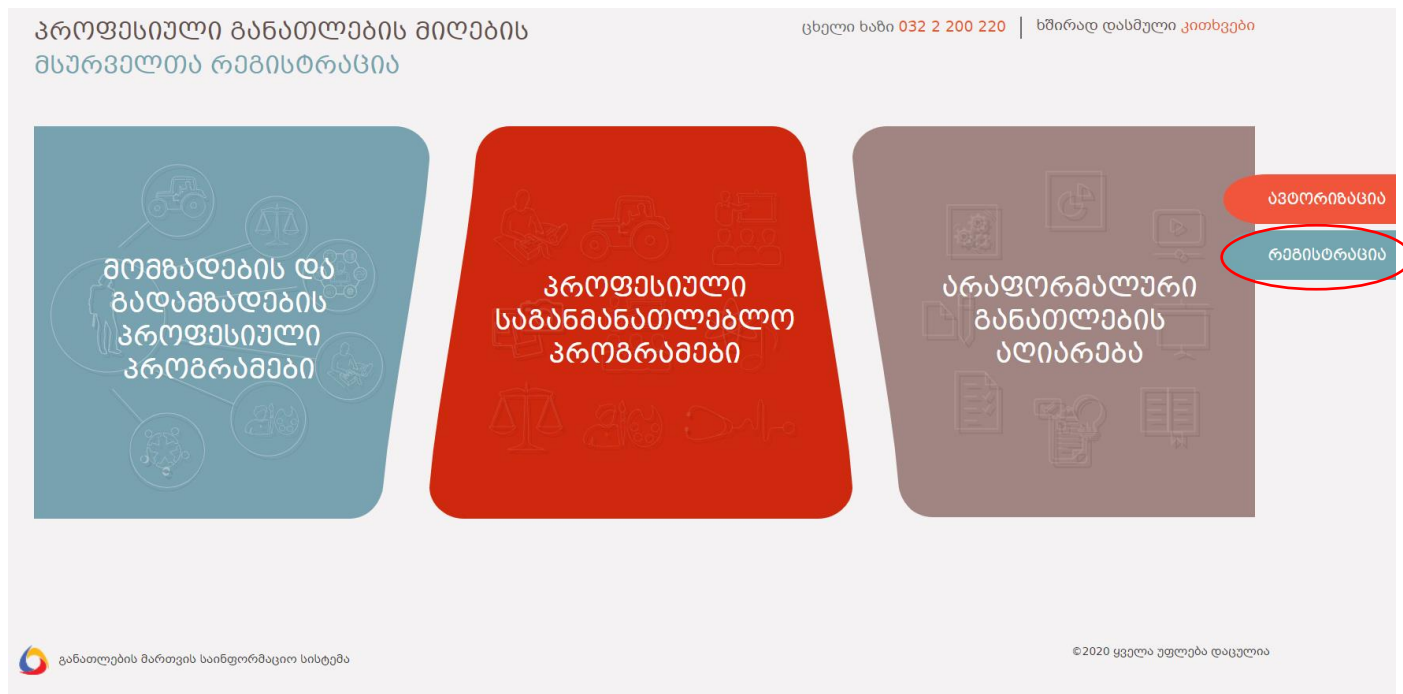 პროფესიული განათლების მიღების
მსურველთა რეგისტრაცია
ცხელი ხაზი 032 2 200 220 | ხშირად დასმული კითხვები
მომზადების და
გადამზადების
პროფესიული
პროგრამები
პროფესიული
საგანმანათლებლო
პროგრამები
არაფორმალური
განათლების
აღიარება
ავტორიზაცია
რეგისტრაცია
განათლების მართვის საინფორმაციო სისტემა
©2020 ყველა უფლება დაცულია